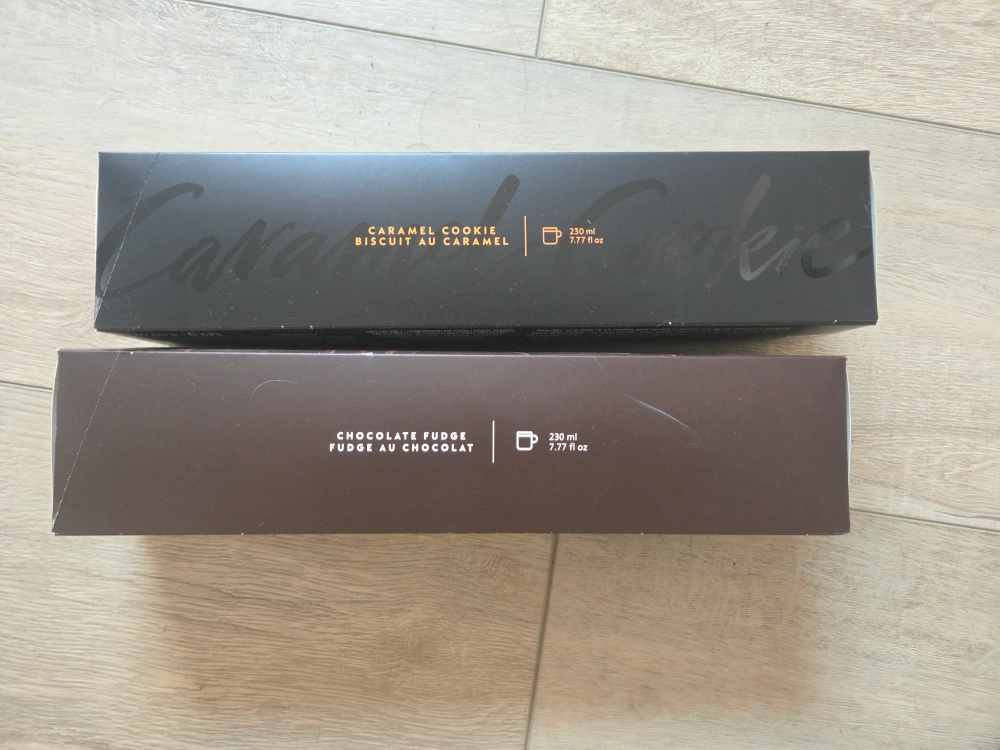 Caramel Cookie
CARAMEL COOKIE
BISCUIT AU CARAMEL
230 ml
7.77 fl oz
CHOCOLATE FUDGE
FUDGE AU CHOCOLAT
230 ml
7.77 fl oz